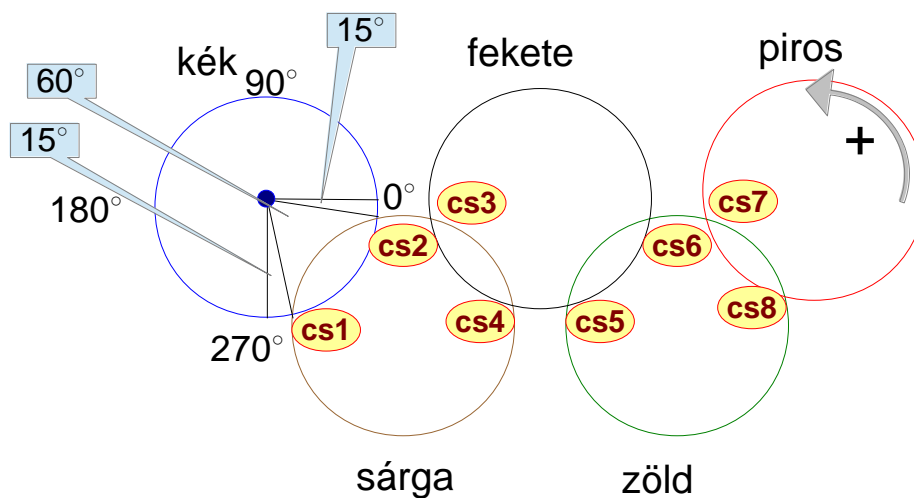 15°
kék
fekete
piros
60°
90°
15°
+
180°
0°
cs3
cs7
cs2
cs6
cs1
cs4
cs5
cs8
270°
sárga
zöld